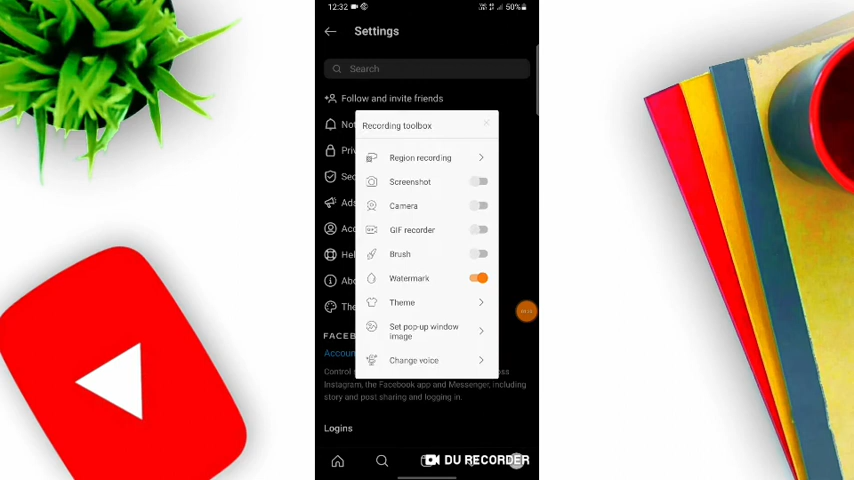 12:32
50%
Settings
Search
Follow and invite friends
Recording toolbox
Region recording
Screenshot
Camera
GIF recorder
Brush
Watermark
Theme
Set pop-up window
image
Change voice
FACEB
Accoun
Instagram, the Facebook app and Messenger, including
story and post sharing and logging in.
Logins
DU RECORDER